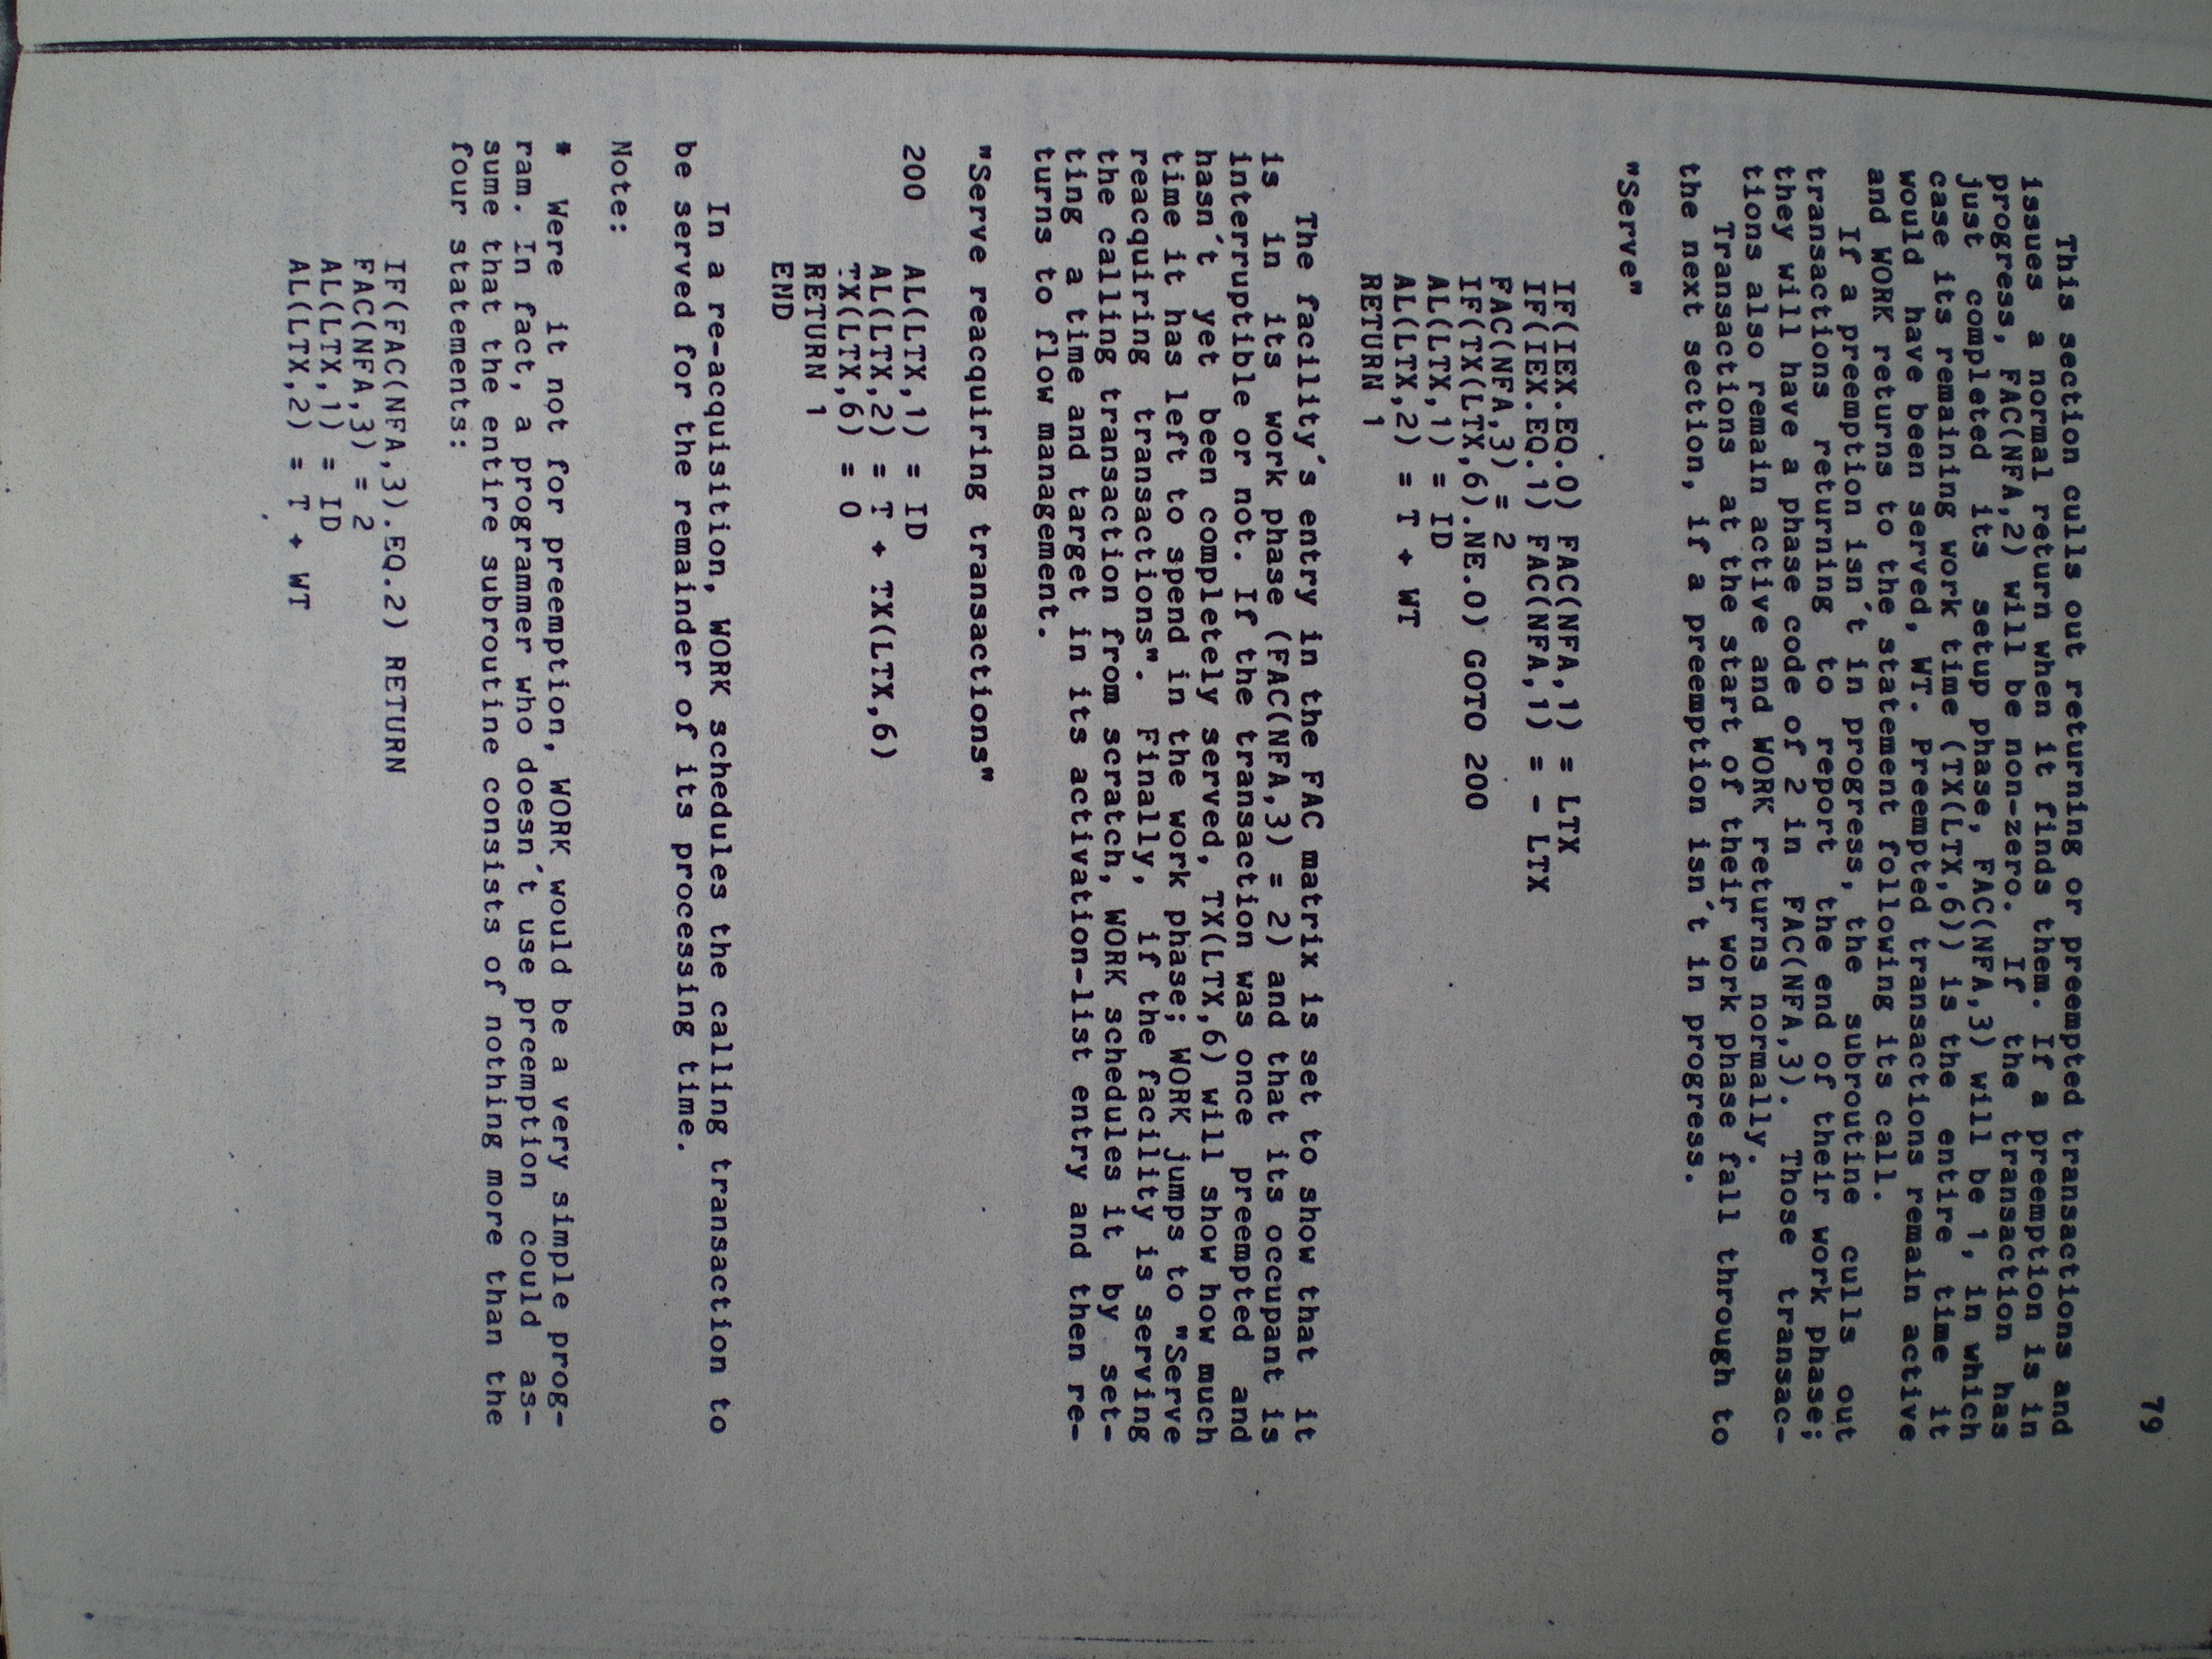 79
This section culls out returning or preempted transactions and
issues a normal return when it finds them. If a preemption is in
progress, FAC(NFA,2) will be non-zero. If the transaction has
just completed its setup phase, FAC(NFA,3) will be 1, in which
case its remaining work time (TX(LTX,6)) is the entire time it
would have been served, WT. Preempted transactions remain active
and WORK returns to the statement following its call.
If a preemption isn´t in progress, the subroutine culls out
transactions returning to report the end of their work phase;
they will have a phase code of 2 in FAC(NFA,3). Those transac-
tions also remain active and WORK returns normally.
Transactions at the start of their work phase fall through to
the next section, if a preemption isn´t in progress.
"Serve"
IF(IEX.EQ.0) FAC(NFA,1) = LTX
IF(IEX.EQ.1) FAC(NFA,1) = - LTX
FAC(NFA,3) = 2
IF(TX(LTX,6).NE.0) GOTO 200
AL(LTX,1) = ID
AL(LTX,2) = T + WT
RETURN 1
The facility´s entry in the FAC matrix is set to show that it
is in its work phase (FAC(NFA,3) = 2) and that its occupant is
interruptible or not. If the transaction was once preempted and
hasn´t yet been completely served, TX(LTX,6) will show how much
time it has left to spend in the work phase; WORK jumps to "Serve
reacquiring transactions". Finally, if the facility is serving
the calling transaction from scratch, WORK schedules it by set-
ting a time and target in its activation-list entry and then re-
turns to flow management.
"Serve reacquiring transactions"
200 AL(LTX,1) = ID
AL(LTX,2) = T + TX(LTX,6)
TX(LTX,6) = 0
RETURN 1
END
In a re-acquisition, WORK schedules the calling transaction to
be served for the remainder of its processing time.
Note:
* Were it not for preemption, WORK would be a very simple prog-
ram. In fact, a programmer who doesn´t use preemption could as-
sume that the entire subroutine consists of nothing more than the
four statements:
IF(FAC(NFA,3).EQ.2) RETURN
FAC(NFA,3) = 2
AL(LTX,1) = ID
AL(LTX,2) = T + WT